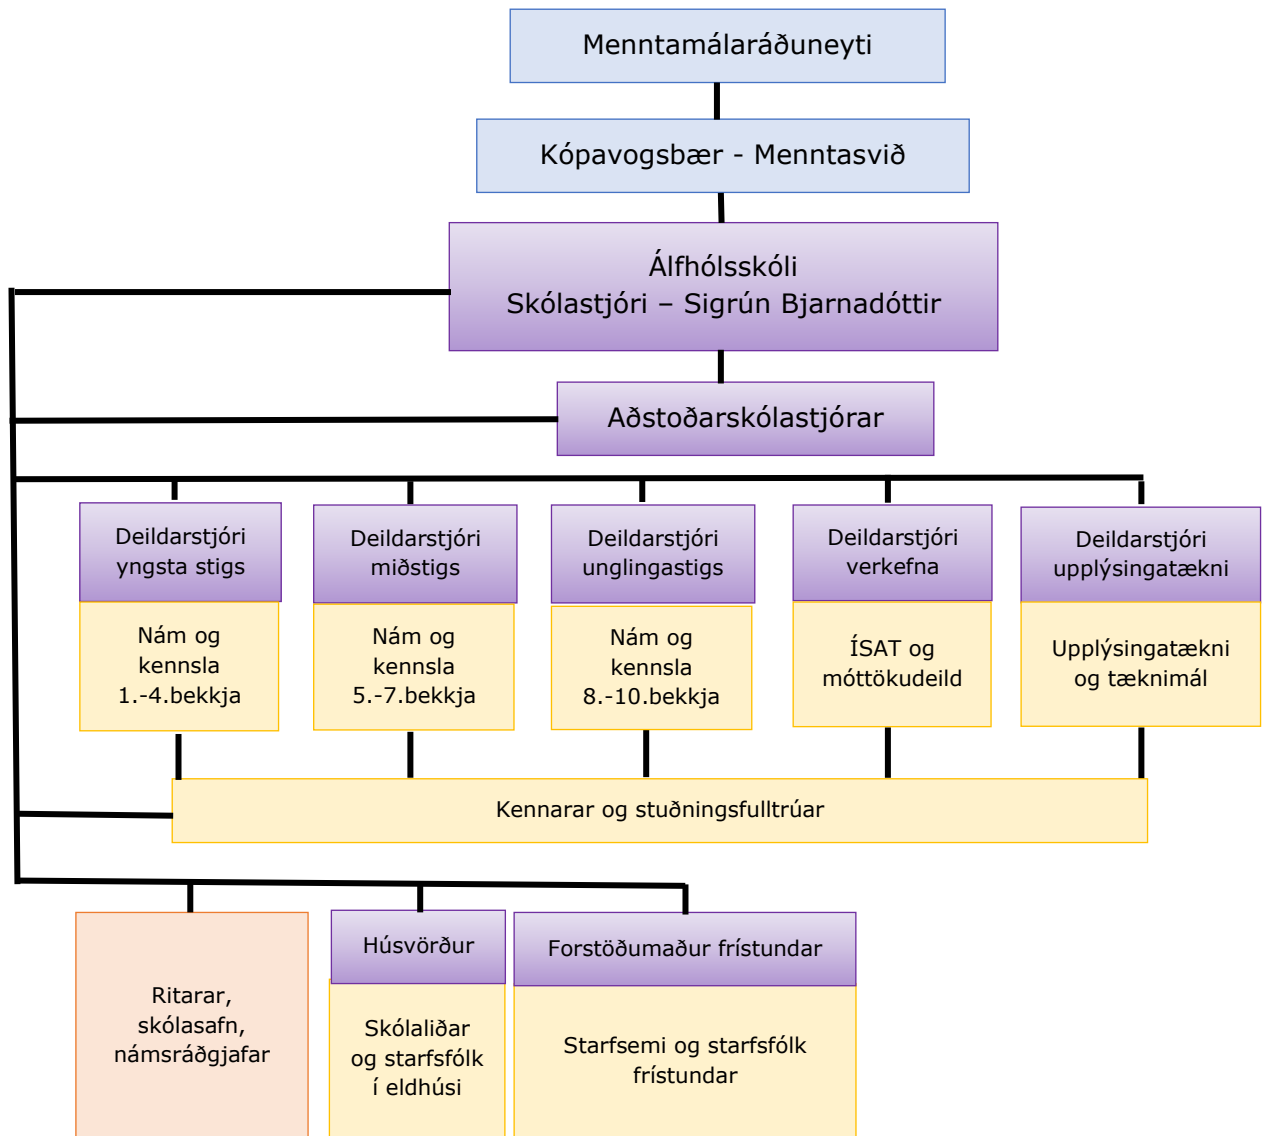 Menntamálaráðuneyti
Kópavogsbær - Menntasvið
Álfhólsskóli
Skólastjóri – Sigrún Bjarnadóttir
Aðstoðarskólastjórar
Deildarstjóri
yngsta stigs
Nám og
kennsla
1.-4.bekkja
Deildarstjóri
miðstigs
Nám og
kennsla
5.-7.bekkja
Deildarstjóri
unglingastigs
Nám og
kennsla
8.-10.bekkja
Deildarstjóri
verkefna
ÍSAT og
móttökudeild
Deildarstjóri
upplýsingatækni
Upplýsingatækni
og tæknimál
Kennarar og stuðningsfulltrúar
Ritarar,
skólasafn,
námsráðgjafar
Húsvörður
Skólaliðar
og starfsfólk
í eldhúsi
Forstöðumaður frístundar
Starfsemi og starfsfólk
frístundar